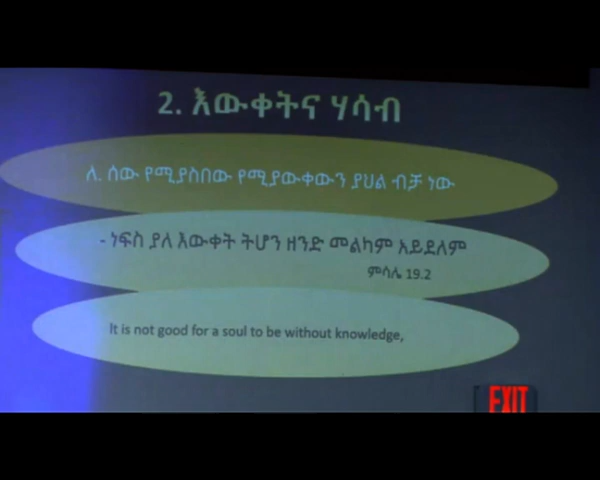 2. እውቀትና ሃሳብ
ለ. ሰው የሚያስበው የሚያውቀውን ያህል ብቻ ነው
- ነፍስ ያለ እውቀት ትሆን ዘንድ መልካም አይደለም
ምሳሌ 19.2
It is not good for a soul to be without knowledge,
EXIT